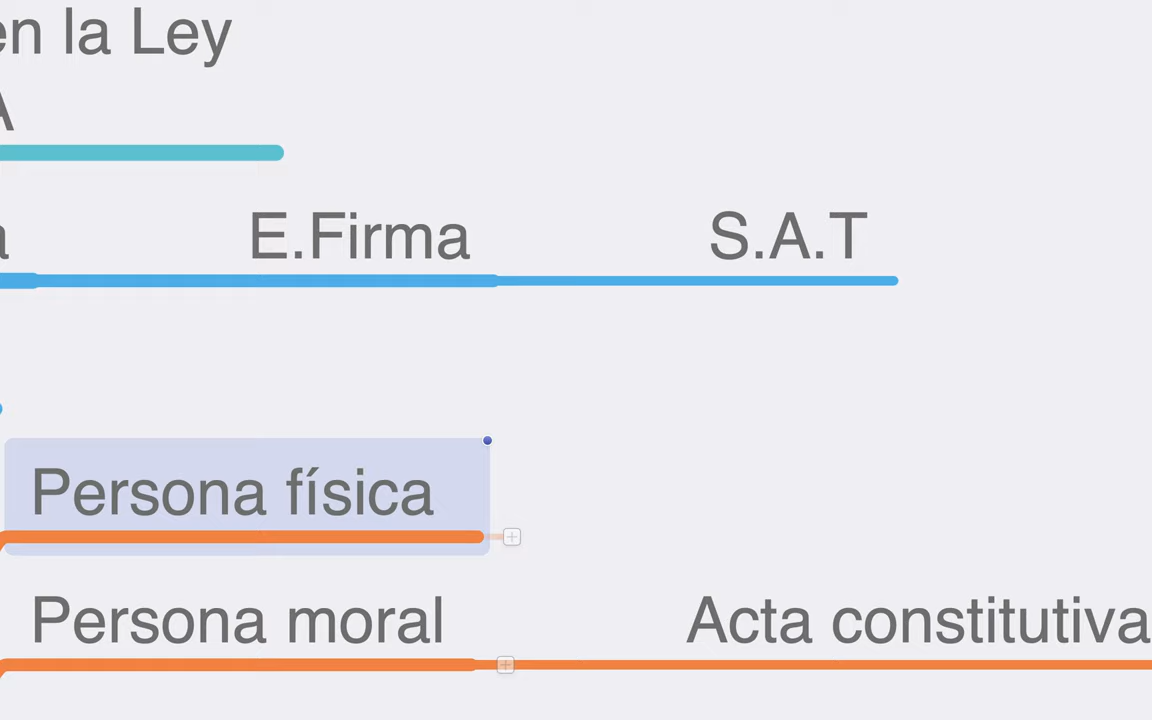 en la Ley
A
a E.Firma S.A.T
Persona física
Persona moral Acta constitutiva